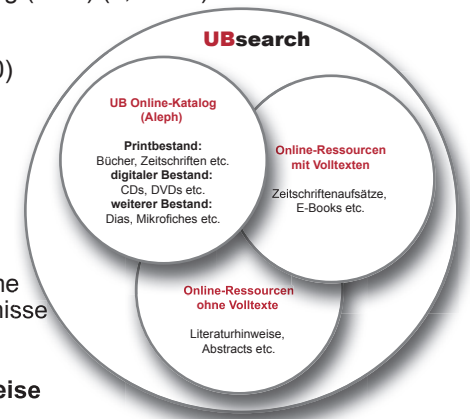 UBsearch
UB Online-Katalog
(Aleph)
Printbestand:
Bücher, Zeitschriften etc.
digitaler Bestand:
CDs, DVDs etc.
weiterer Bestand:
Dias, Mikrofiches etc.
Online-Ressourcen
mit Volltexten
Zeitschriftenaufsätze,
E-Books etc.
Online-Ressourcen
ohne Volltexte
Literaturhinweise,
Abstracts etc.